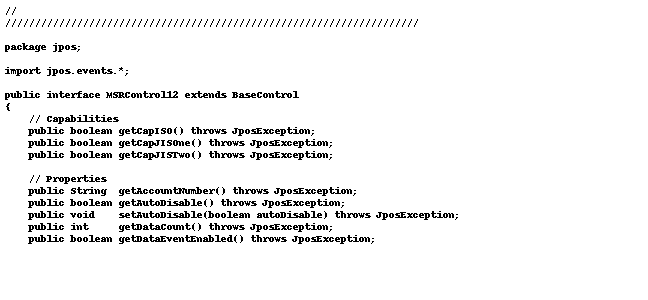 //
//////////////////////////////////////////////////////////////////////

package jpos;

import jpos.events.*;

public interface MSRControl12 extends BaseControl
{
    // Capabilities
    public boolean getCapISO() throws JposException;
    public boolean getCapJISOne() throws JposException;
    public boolean getCapJISTwo() throws JposException;

    // Properties
    public String  getAccountNumber() throws JposException;
    public boolean getAutoDisable() throws JposException;
    public void    setAutoDisable(boolean autoDisable) throws JposException;
    public int     getDataCount() throws JposException;
    public boolean getDataEventEnabled() throws JposException;